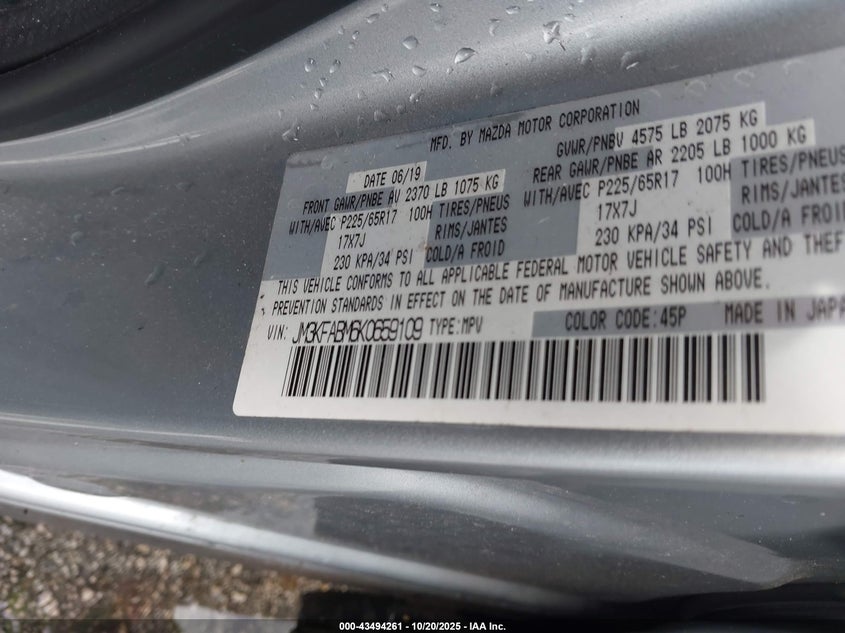 MFD. BY MAZDA MOTOR CORPORATION
DATE 06/19
GVWR/PNBV 4575 LB 2075 KG
FRONT GAWR/PNBE AV 2370 LB 1075 KG
REAR GAWR/PNBE AR 2205 LB 1000 KG
WITH/AVEC P225/65R17 100H TIRES/PNEUS
WITH/AVEC P225/65R17 100H TIRES/PNEUS
17X7J RIMS/JANTES
17X7J RIMS/JANTES
230 KPA/34 PSI COLD/A FROID
230 KPA/34 PSI COLD/A FROID
THIS VEHICLE CONFORMS TO ALL APPLICABLE FEDERAL MOTOR VEHICLE SAFETY AND THEF
PREVENTION STANDARDS IN EFFECT ON THE DATE OF MANUFACTURE SHOWN ABOVE.
VIN: JM3KFABM6K0659109 TYPE:MPV
COLOR CODE:45P MADE IN JAPA
000-43494261 - 10/20/2025 - IAA Inc.